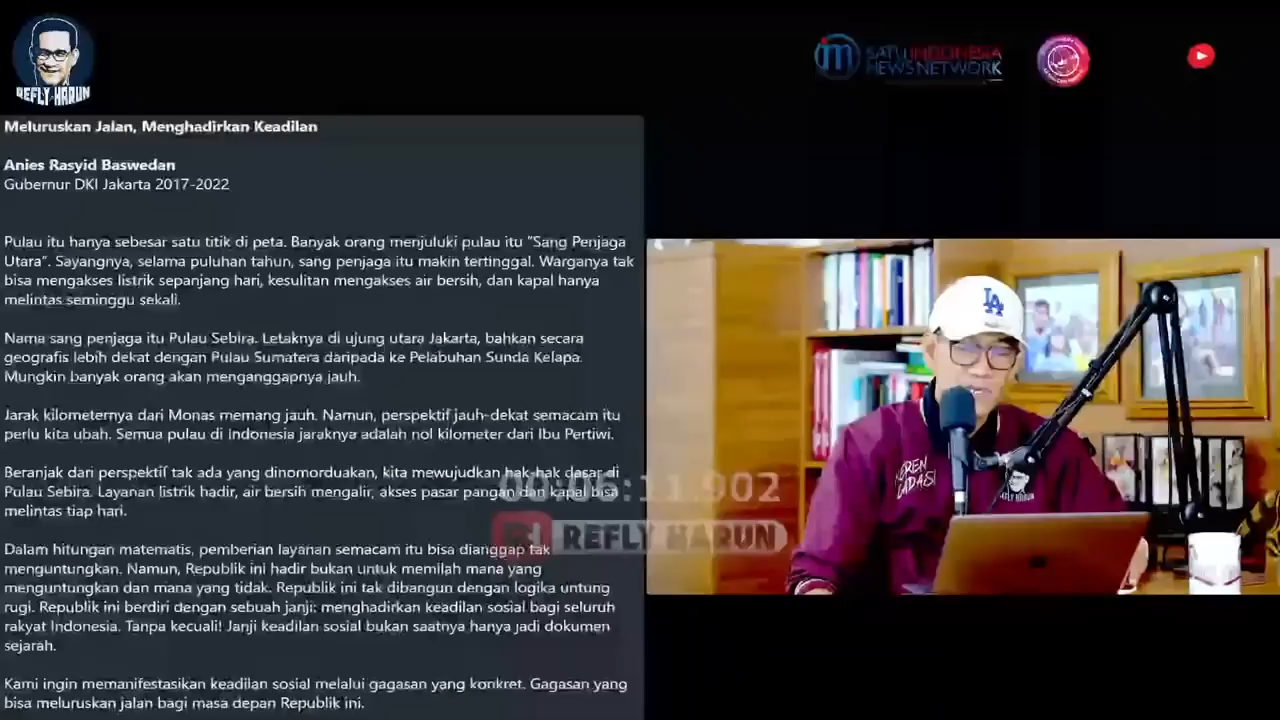 REFLY HARUN
SATU INDONESIA
NEWS NETWORK
Meluruskan Jalan, Menghadirkan Keadilan
Anies Rasyid Baswedan
Gubernur DKI Jakarta 2017-2022
Pulau itu hanya sebesar satu titik di peta. Banyak orang menjuluki pulau itu "Sang Penjaga
Utara". Sayangnya, selama puluhan tahun, sang penjaga itu makin tertinggal. Warganya tak
bisa mengakses listrik sepanjang hari, kesulitan mengakses air bersih, dan kapal hanya
melintas seminggu sekali.
Nama sang penjaga itu Pulau Sebira. Letaknya di ujung utara Jakarta, bahkan secara
geografis lebih dekat dengan Pulau Sumatera daripada ke Pelabuhan Sunda Kelapa.
Mungkin banyak orang akan menganggapnya jauh.
Jarak kilometernya dari Monas memang jauh. Namun, perspektif jauh-dekat semacam itu
perlu kita ubah. Semua pulau di Indonesia jaraknya adalah nol kilometer dari Ibu Pertiwi.
Beranjak dari perspektif tak ada yang dinomorduakan, kita mewujudkan hak-hak dasar di
Pulau Sebira. Layanan listrik hadir, air bersih mengalir, akses pasar pangan dan kapal bisa
melintas tiap hari.
Dalam hitungan matematis, pemberian layanan semacam itu bisa dianggap tak
menguntungkan. Namun, Republik ini hadir bukan untuk memilah mana yang
menguntungkan dan mana yang tidak. Republik ini tak dibangun dengan logika untung
rugi. Republik ini berdiri dengan sebuah janji: menghadirkan keadilan sosial bagi seluruh
rakyat Indonesia. Tanpa kecuali! Janji keadilan sosial bukan saatnya hanya jadi dokumen
sejarah.
Kami ingin memanifestasikan keadilan sosial melalui gagasan yang konkret. Gagasan yang
bisa meluruskan jalan bagi masa depan Republik ini.
00:06:11.902
REFLY HARUN
LA
REFLY HARUN